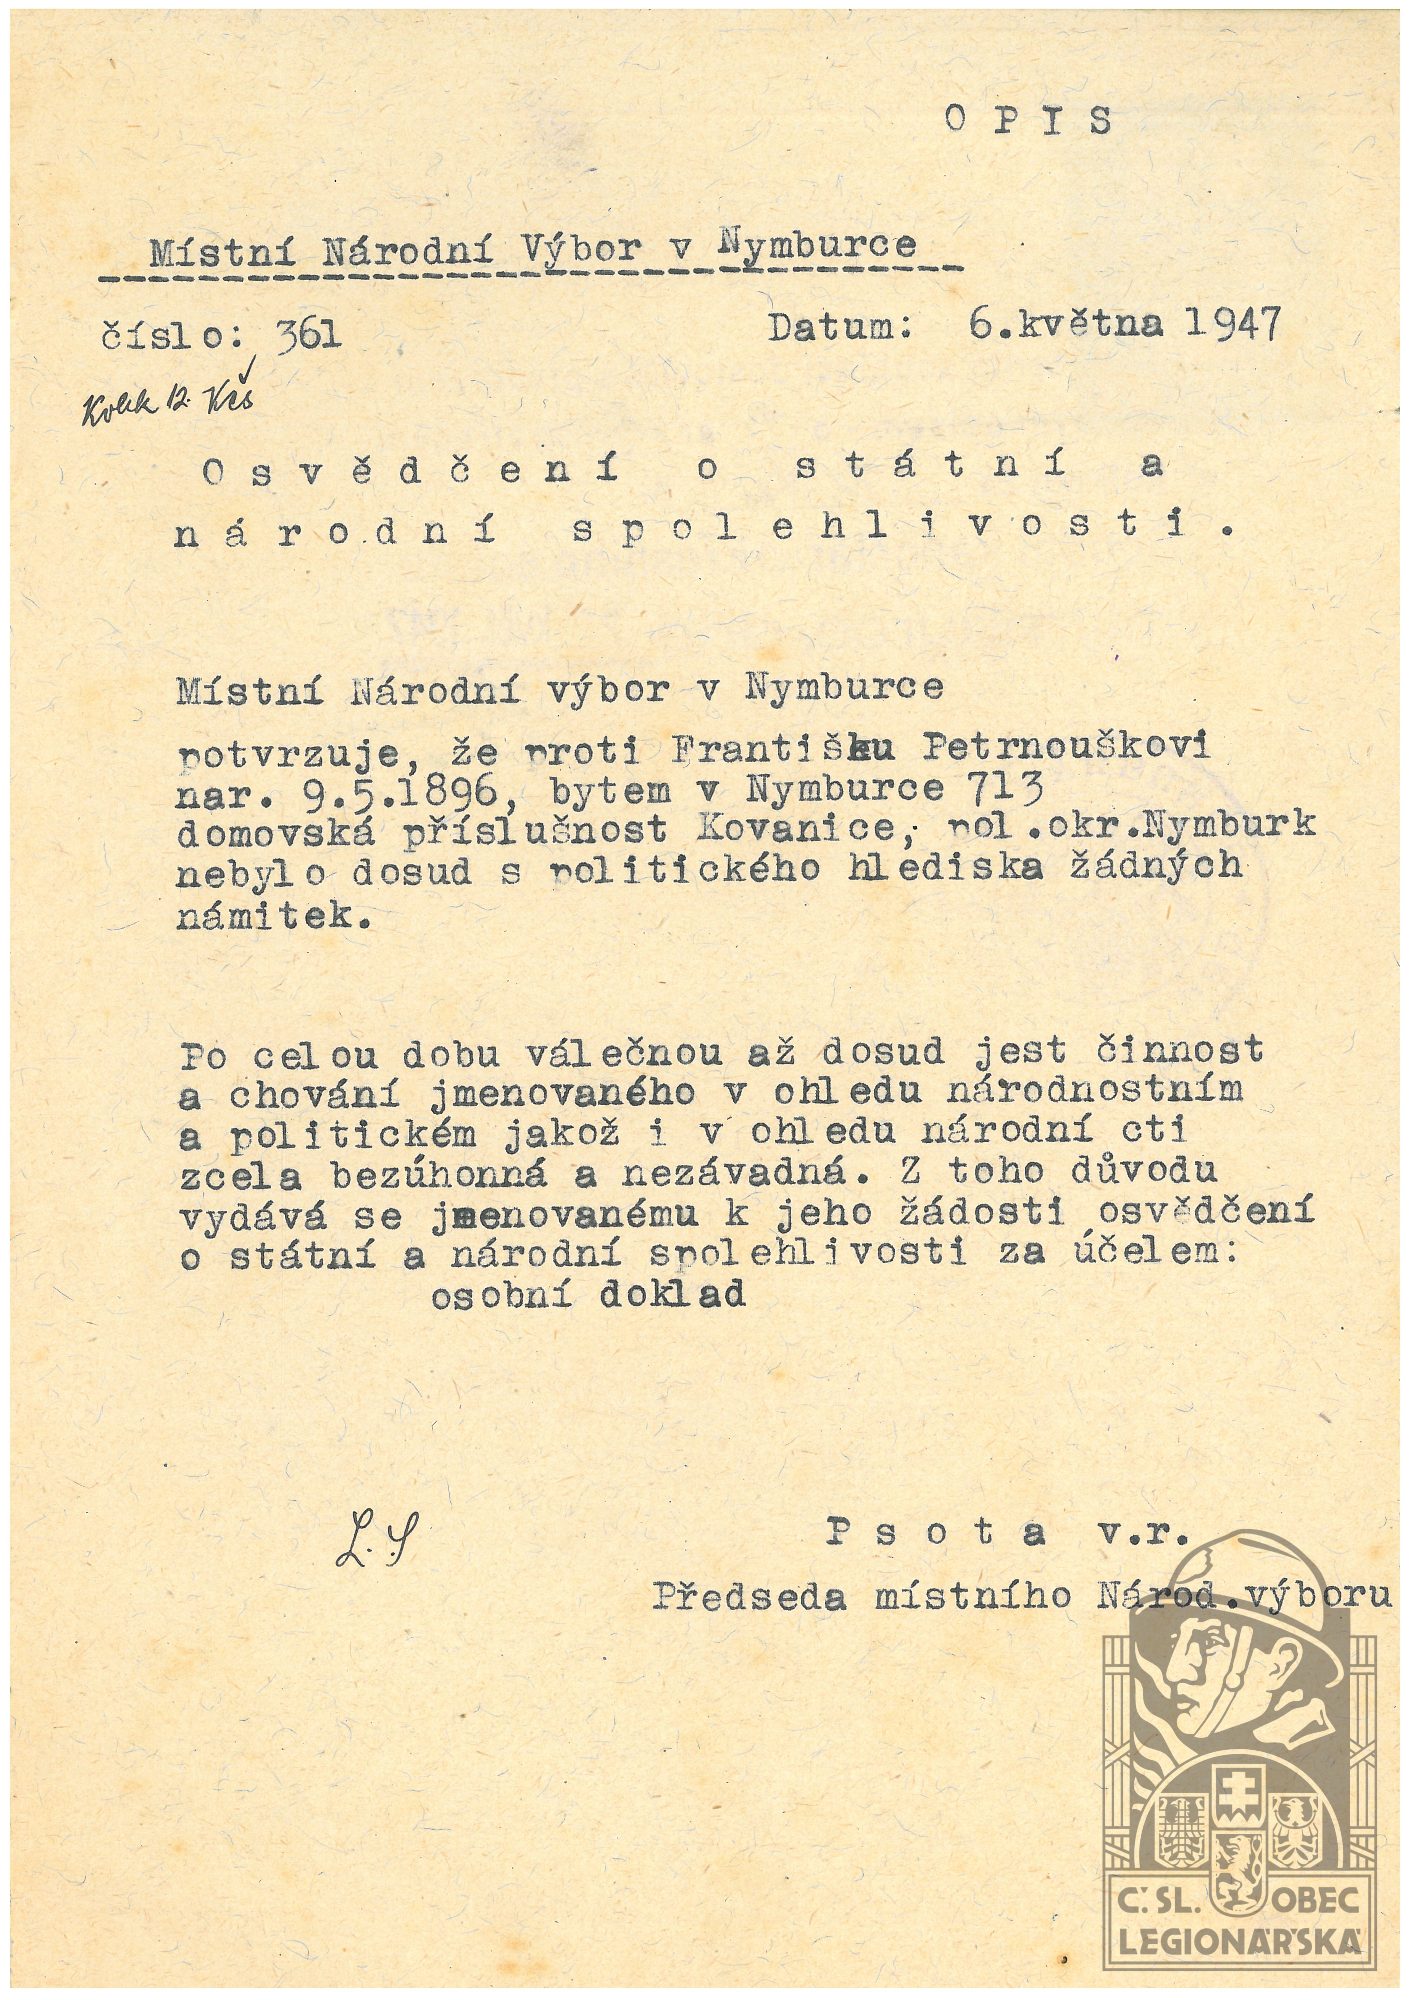 O P I S
Místní Národní Výbor v Nymburce
číslo: 361 Datum: 6.května 1947
Kolek 12. Kčs
O s v ě d č e n í o s t á t n í a
n á r o d n í s p o l e h l i v o s t i .
Místní Národní výbor v Nymburce
potvrzuje, že proti Františku Petrnouškovi
nar. 9.5.1896, bytem v Nymburce 713
domovská příslušnost Kovanice, pol.okr.Nymburk
nebylo dosud s politického hlediska žádných
námitek.
Po celou dobu válečnou až dosud jest činnost
a chování jmenovaného v ohledu národnostním
a politickém jakož i v ohledu národní cti
zcela bezúhonná a nezávadná. Z toho důvodu
vydává se jmenovanému k jeho žádosti osvědčení
o státní a národní spolehlivosti za účelem:
osobní doklad
L.S
P s o t a v.r.
Předseda místního Národ.výboru
Č.SL. OBEC
LEGIONÁŘSKÁ